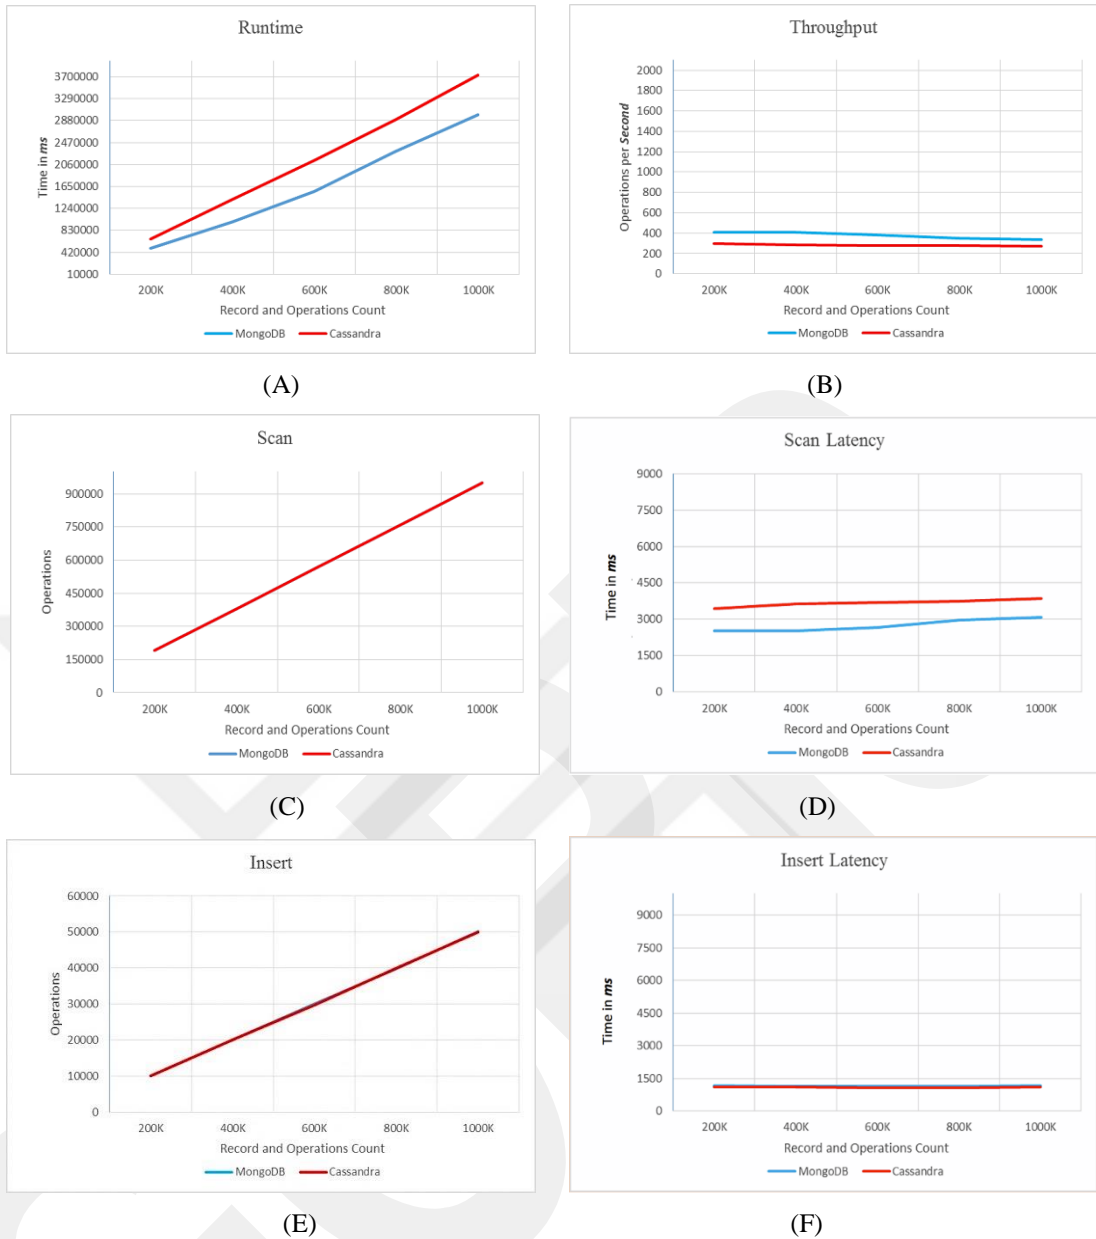 Runtime
3700000
3290000
2880000
2470000
2060000
1650000
1240000
830000
420000
10000
Time in ms
200K 400K 600K 800K 1000K
Record and Operations Count
MongoDB Cassandra
(A)
Throughput
2000
1800
1600
1400
1200
1000
800
600
400
200
0
Operations per Second
200K 400K 600K 800K 1000K
Record and Operations Count
MongoDB Cassandra
(B)
Scan
900000
750000
600000
450000
300000
150000
0
Operations
200K 400K 600K 800K 1000K
Record and Operations Count
MongoDB Cassandra
(C)
Scan Latency
9000
7500
6000
4500
3000
1500
0
Time in ms
200K 400K 600K 800K 1000K
Record and Operations Count
MongoDB Cassandra
(D)
Insert
60000
50000
40000
30000
20000
10000
0
Operations
200K 400K 600K 800K 1000K
Record and Operations Count
MongoDB Cassandra
(E)
Insert Latency
9000
7500
6000
4500
3000
1500
0
Time in ms
200K 400K 600K 800K 1000K
Record and Operations Count
MongoDB Cassandra
(F)